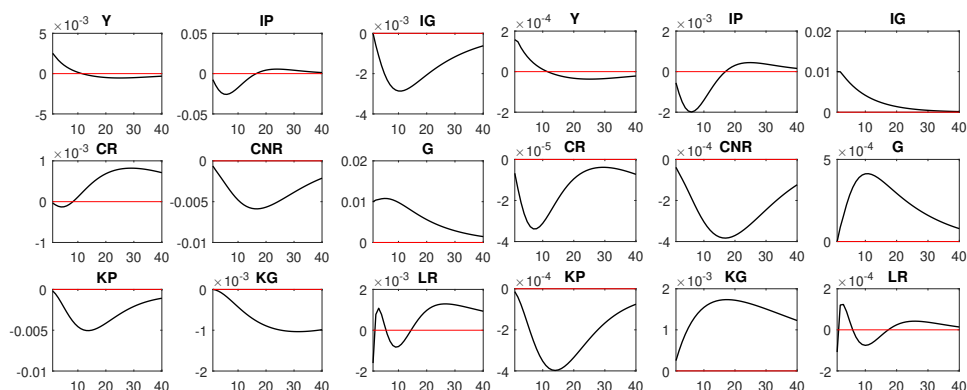 Y IP IG Y IP IG
×10⁻³ ×10⁻³ ×10⁻⁴ ×10⁻³
5 0.05 0 2 2 0.02
0 0 -2 0 0 0.01
-5 -0.05 -4 -2 -2 0
10 20 30 40 10 20 30 40 10 20 30 40 10 20 30 40 10 20 30 40 10 20 30 40
CR CNR G CR CNR G
×10⁻³ ×10⁻⁵ ×10⁻⁴ ×10⁻⁴
1 0 0.02 0 0 5
0 -0.005 0.01 -2 -2
-1 -0.01 0 -4 -4 0
10 20 30 40 10 20 30 40 10 20 30 40 10 20 30 40 10 20 30 40 10 20 30 40
KP KG LR KP KG LR
×10⁻³ ×10⁻³ ×10⁻⁴ ×10⁻³ ×10⁻⁴
0 0 2 0 2 2
-0.005 -1 0 -2 1 0
-0.01 -2 -2 -4 0 -2
10 20 30 40 10 20 30 40 10 20 30 40 10 20 30 40 10 20 30 40 10 20 30 40